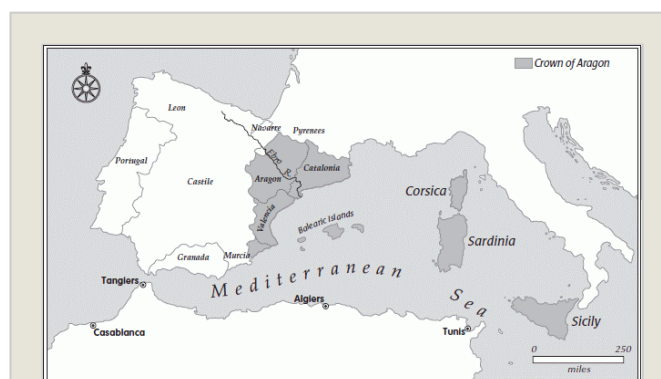 Crown of Aragon
Leon
Navarre
Pyrenees
Ebro R.
Portugal
Castile
Aragon
Catalonia
Corsica
Valencia
Balearic Islands
Sardinia
Granada
Murcia
Mediterranean Sea
Tangiers
Algiers
Casablanca
Tunis
Sicily
0 250
miles